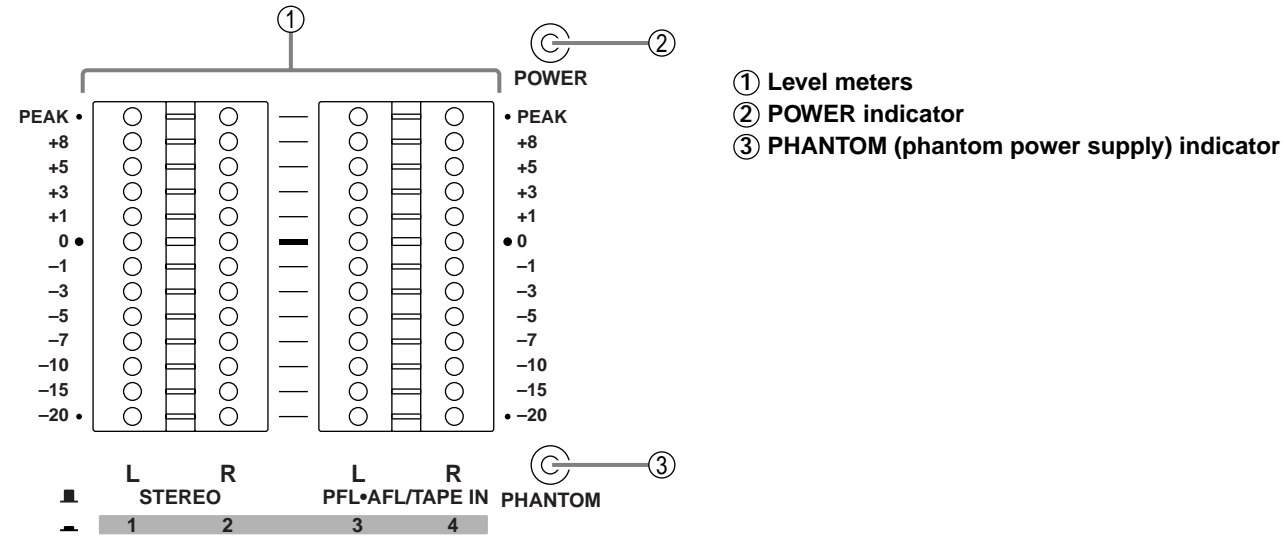 ①
②
POWER
① Level meters
② POWER indicator
③ PHANTOM (phantom power supply) indicator
PEAK • • PEAK
+8 +8
+5 +5
+3 +3
+1 +1
0 • • 0
–1 –1
–3 –3
–5 –5
–7 –7
–10 –10
–15 –15
–20 • • –20
③
L R L R
STEREO PFL•AFL/TAPE IN PHANTOM
1 2 3 4